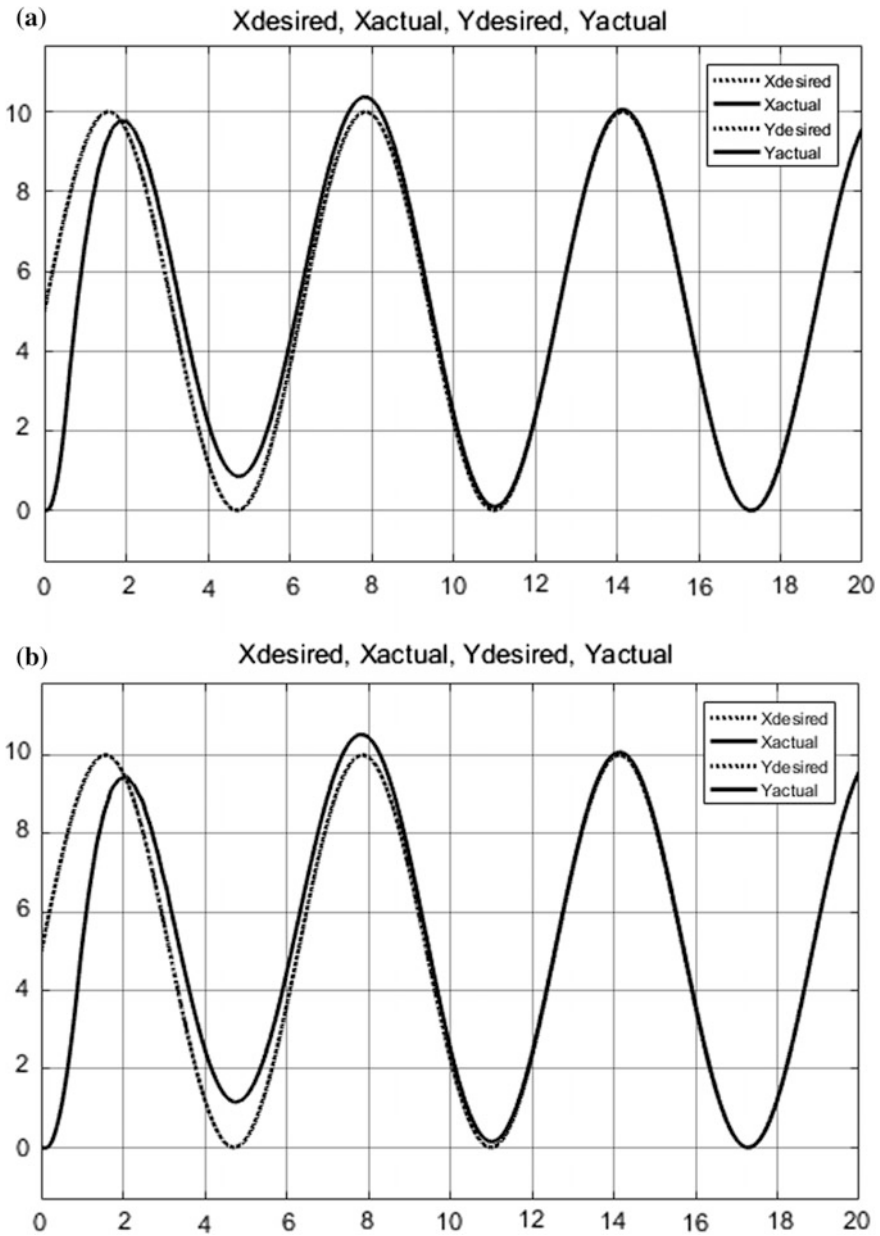 (a)
Xdesired, Xactual, Ydesired, Yactual
Xdesired
Xactual
Ydesired
Yactual
10
8
6
4
2
0
0 2 4 6 8 10 12 14 16 18 20
(b)
Xdesired, Xactual, Ydesired, Yactual
Xdesired
Xactual
Ydesired
Yactual
10
8
6
4
2
0
0 2 4 6 8 10 12 14 16 18 20